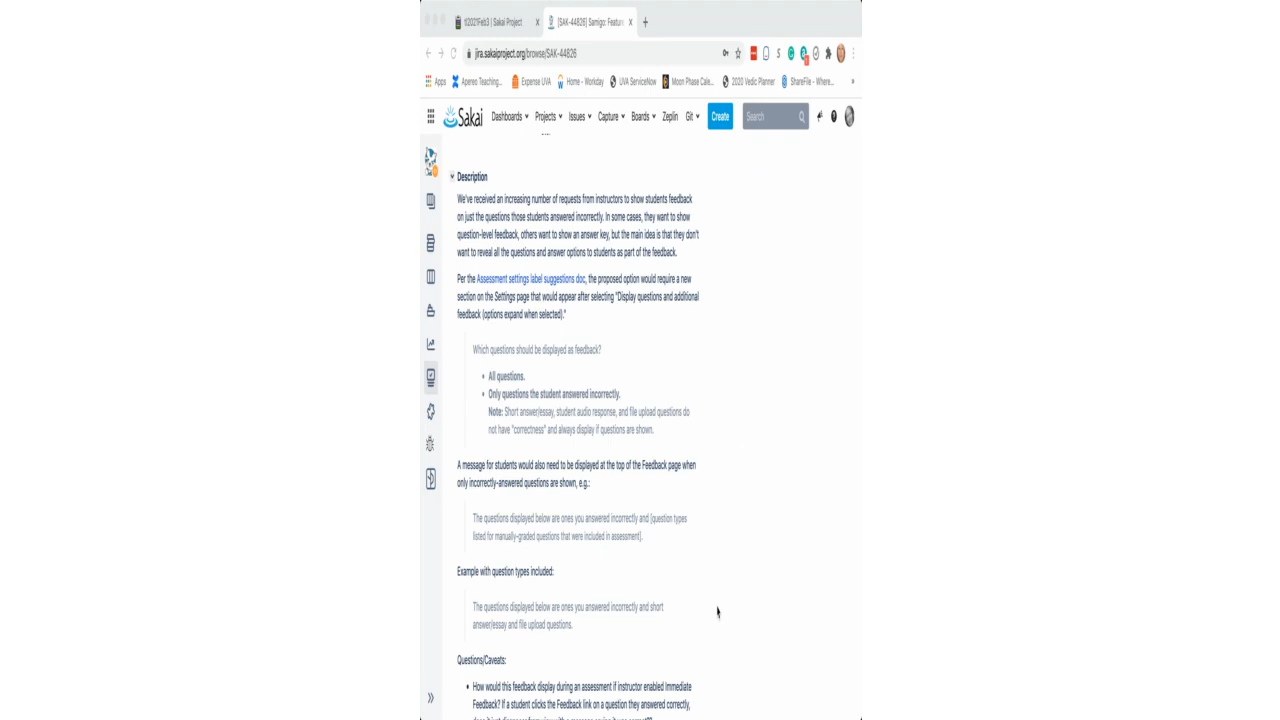 tl2021Feb3 | Sakai Project
[SAK-44826] Samigo: Featu
jira.sakaiproject.org/browse/SAK-44826
Apps Apereo Teaching... Expense UVA Home - Workday UVA ServiceNow Moon Phase Cale... 2020 Vedic Planner ShareFile - Where... »
Sakai Dashboards Projects Issues Capture Boards Zeplin Git Create Search
Description
We've received an increasing number of requests from instructors to show students feedback
on just the questions those students answered incorrectly. In some cases, they want to show
question-level feedback, others want to show an answer key, but the main idea is that they don't
want to reveal all the questions and answer options to students as part of the feedback.
Per the Assessment settings label suggestions doc, the proposed option would require a new
section on the Settings page that would appear after selecting "Display questions and additional
feedback (options expand when selected)."
Which questions should be displayed as feedback?
• All questions.
• Only questions the student answered incorrectly.
Note: Short answer/essay, student audio response, and file upload questions do
not have "correctness" and always display if questions are shown.
A message for students would also need to be displayed at the top of the Feedback page when
only incorrectly-answered questions are shown, e.g.:
The questions displayed below are ones you answered incorrectly and [question types
listed for manually-graded questions that were included in assessment].
Example with question types included:
The questions displayed below are ones you answered incorrectly and short
answer/essay and file upload questions.
Questions/Caveats:
• How would this feedback display during an assessment if instructor enabled Immediate
Feedback? If a student clicks the Feedback link on a question they answered correctly,